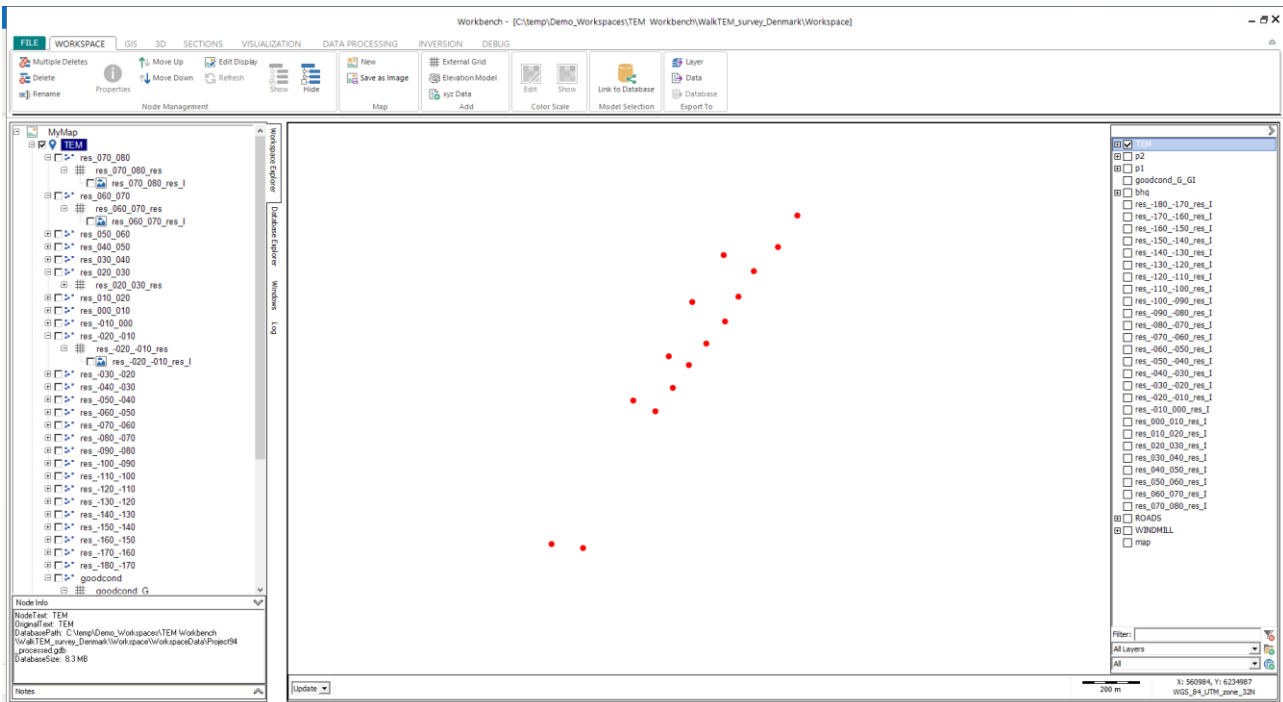 Workbench - [C:\temp\Demo_Workspaces\TEM Workbench\WalkTEM_survey_Denmark\Workspace]
FILE WORKSPACE GIS 3D SECTIONS VISUALIZATION DATA PROCESSING INVERSION DEBUG
Multiple Deletes
Delete
Rename
Properties
Move Up
Move Down
Edit Display
Refresh
Show
Hide
Node Management
New
Save as Image
Map
External Grid
Elevation Model
xyz Data
Add
Edit
Show
Color Scale
Link to Database
Model Selection
Layer
Data
Database
Export To
MyMap
TEM
res_070_080
res_070_080_res
res_070_080_res_I
res_060_070
res_060_070_res
res_060_070_res_I
res_050_060
res_040_050
res_030_040
res_020_030
res_020_030_res
res_010_020
res_000_010
res_-010_000
res_-020_-010
res_-020_-010_res
res_-020_-010_res_I
res_-030_-020
res_-040_-030
res_-050_-040
res_-060_-050
res_-070_-060
res_-080_-070
res_-090_-080
res_-100_-090
res_-110_-100
res_-120_-110
res_-130_-120
res_-140_-130
res_-150_-140
res_-160_-150
res_-170_-160
res_-180_-170
goodcond
goodcond_G
Workspace Explorer
Database Explorer
Windows
Log
Node Info
NodeText: TEM
OriginalText: TEM
DatabasePath: C:\temp\Demo_Workspaces\TEM Workbench
\WalkTEM_survey_Denmark\Workspace\WorkspaceData\Project94
_processed.gdb
DatabaseSize: 8.3 MB
Notes
Update
200 m
X: 560984, Y: 6234987
WGS_84_UTM_zone_32N
TEM
p2
p1
goodcond_G_GI
bhq
res_-180_-170_res_I
res_-170_-160_res_I
res_-160_-150_res_I
res_-150_-140_res_I
res_-140_-130_res_I
res_-130_-120_res_I
res_-120_-110_res_I
res_-110_-100_res_I
res_-100_-090_res_I
res_-090_-080_res_I
res_-080_-070_res_I
res_-070_-060_res_I
res_-060_-050_res_I
res_-050_-040_res_I
res_-040_-030_res_I
res_-030_-020_res_I
res_-020_-010_res_I
res_-010_000_res_I
res_000_010_res_I
res_010_020_res_I
res_020_030_res_I
res_030_040_res_I
res_040_050_res_I
res_050_060_res_I
res_060_070_res_I
res_070_080_res_I
ROADS
WINDMILL
map
Filter:
All Layers
All